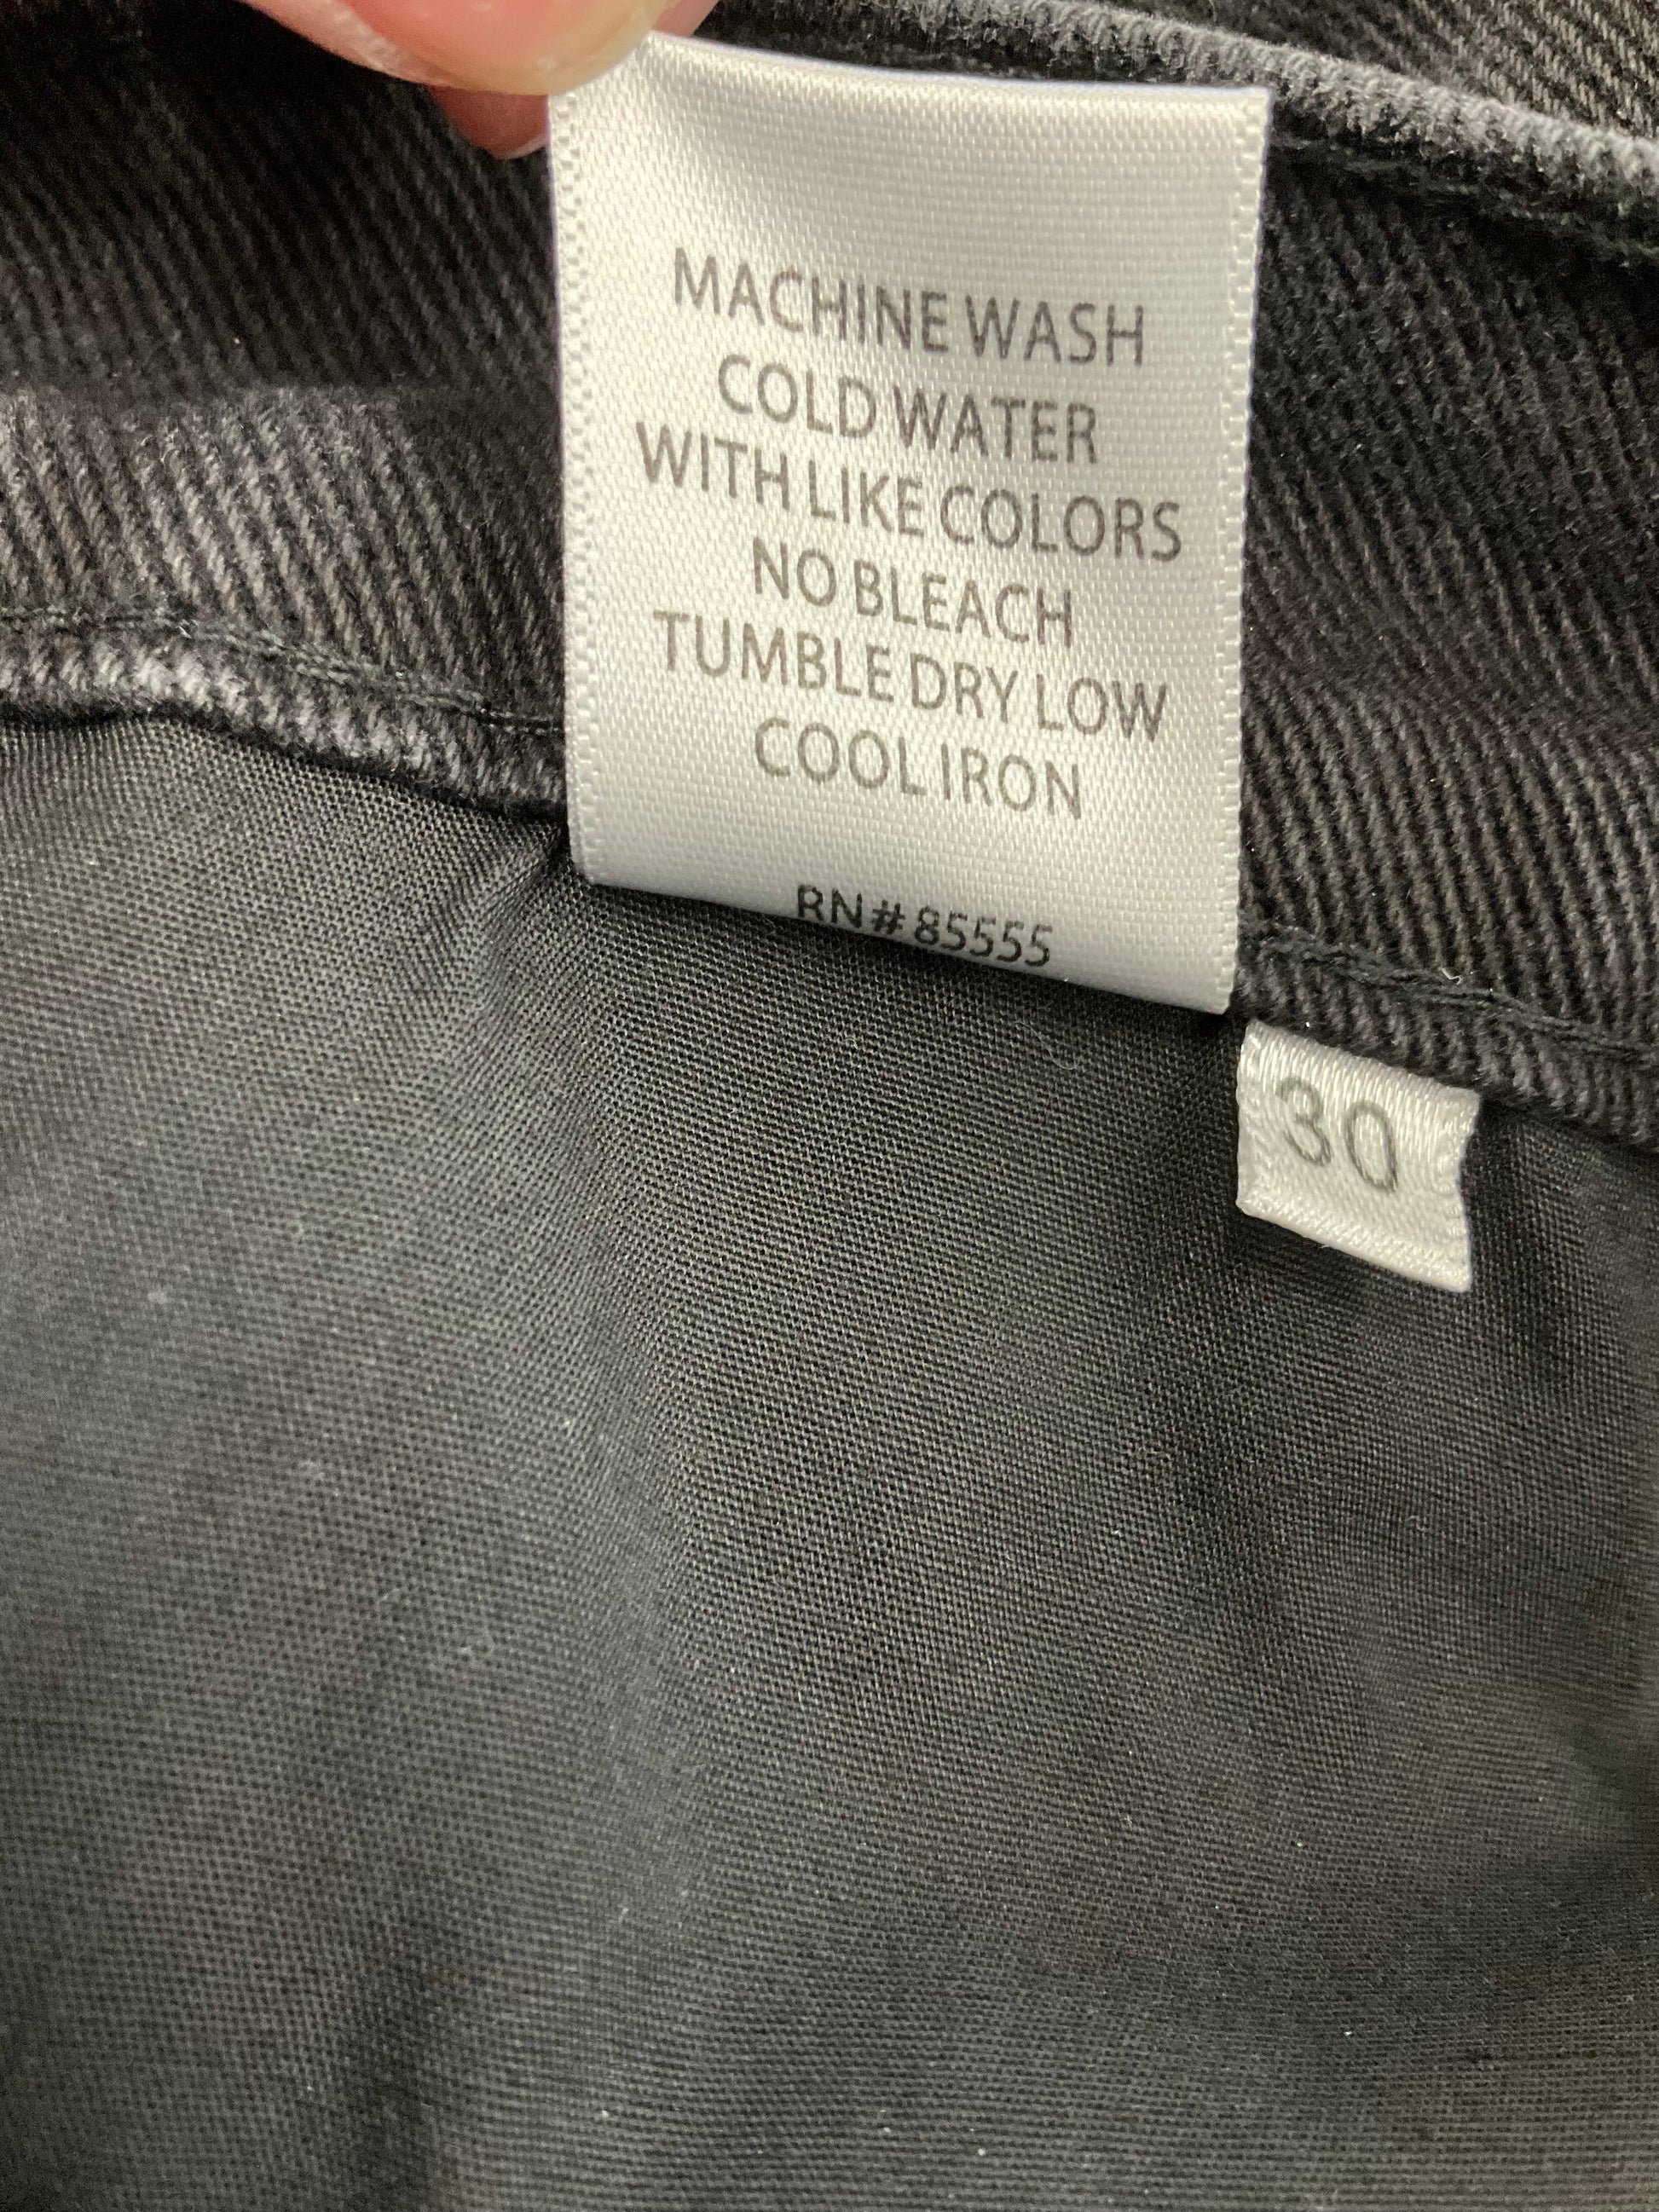 MACHINE WASH
COLD WATER
WITH LIKE COLORS
NO BLEACH
TUMBLE DRY LOW
COOL IRON
RN# 85555
30